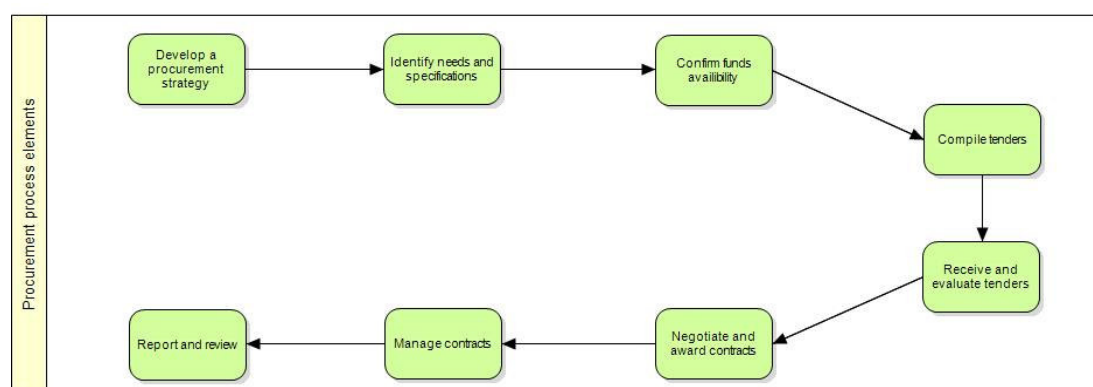 Procurement process elements
Develop a
procurement
strategy
Identify needs and
specifications
Confirm funds
availibility
Compile tenders
Receive and
evaluate tenders
Negotiate and
award contracts
Manage contracts
Report and review